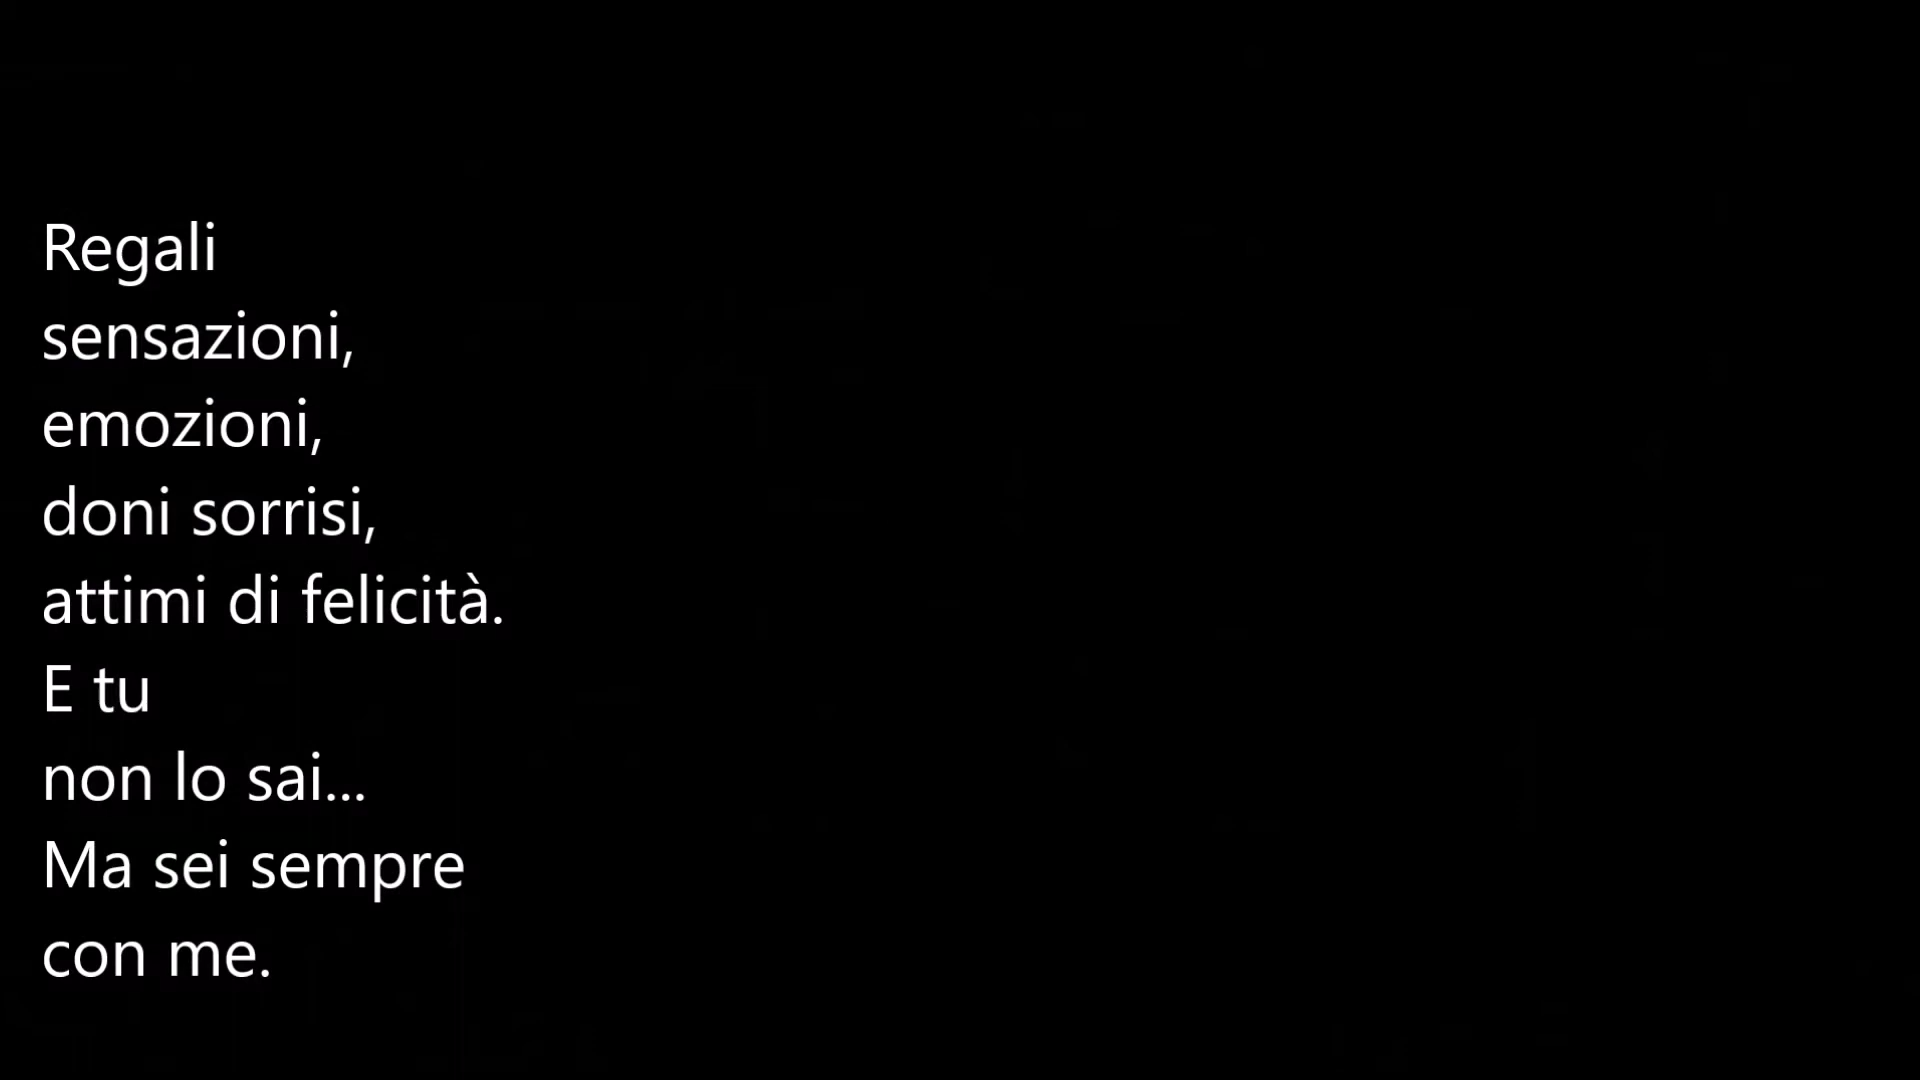 Regali
sensazioni,
emozioni,
doni sorrisi,
attimi di felicità.
E tu
non lo sai...
Ma sei sempre
con me.